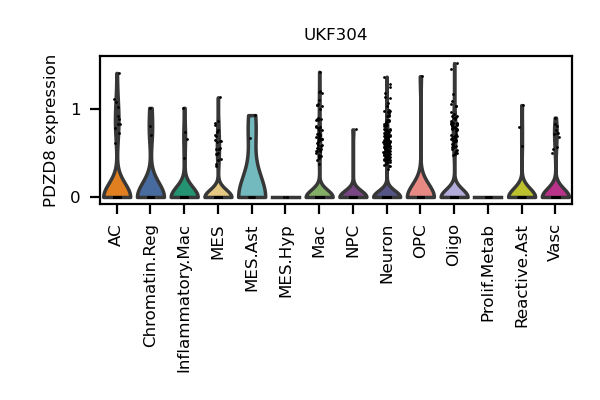 UKF304
PDZD8 expression
1
0
AC
Chromatin.Reg
Inflammatory.Mac
MES
MES.Ast
MES.Hyp
Mac
NPC
Neuron
OPC
Oligo
Prolif.Metab
Reactive.Ast
Vasc